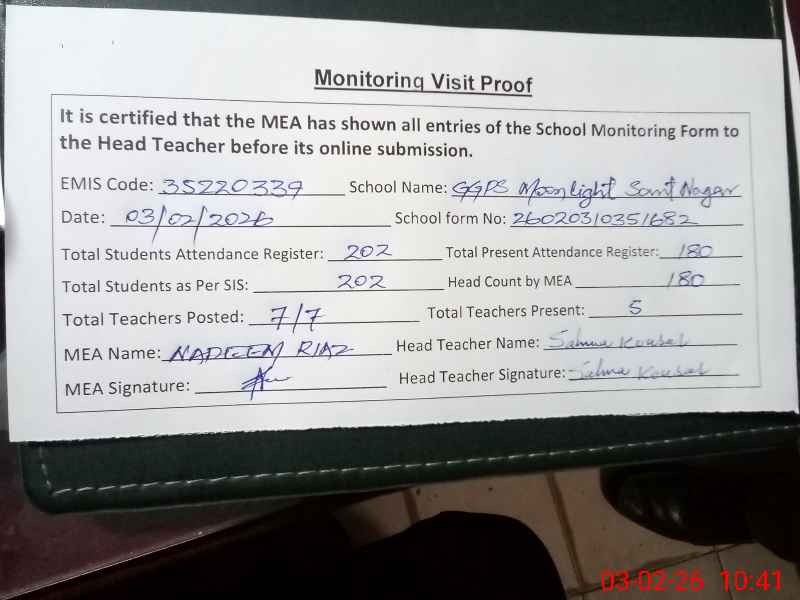 Monitoring Visit Proof
It is certified that the MEA has shown all entries of the School Monitoring Form to
the Head Teacher before its online submission.
EMIS Code: 35220339 School Name: GGPS Moonlight Sant Nagar
Date: 03/02/2026 School form No: 26020310351682
Total Students Attendance Register: 202 Total Present Attendance Register: 180
Total Students as Per SIS: 202 Head Count by MEA 180
Total Teachers Posted: 7/7 Total Teachers Present: 5
MEA Name: NADEEM RIAZ Head Teacher Name: Salma Kousar
MEA Signature: Head Teacher Signature: Salma Kousar
03-02-26 10:41